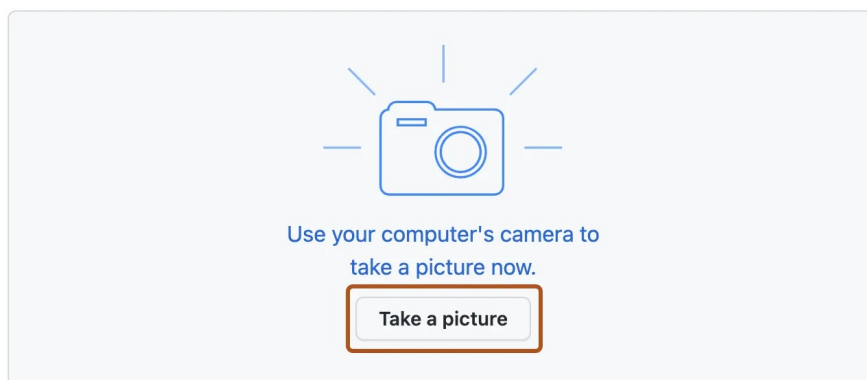 Use your computer's camera to
take a picture now.
Take a picture